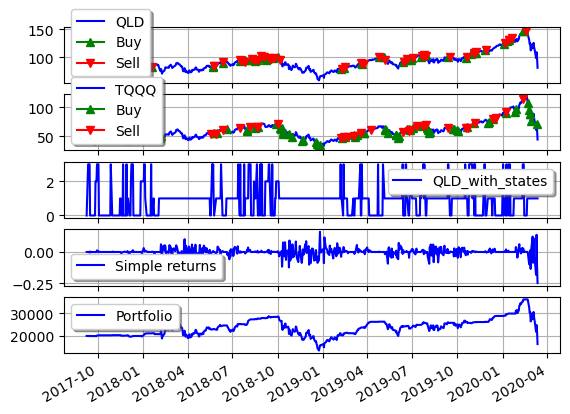 150
100
QLD
Buy
Sell
100
50
TQQQ
Buy
Sell
2
0
QLD_with_states
0.00
−0.25
Simple returns
30000
20000
Portfolio
2017-10
2018-01
2018-04
2018-07
2018-10
2019-01
2019-04
2019-07
2019-10
2020-01
2020-04